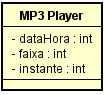 MP3 Player
- dataHora : int
- faixa : int
- instante : int